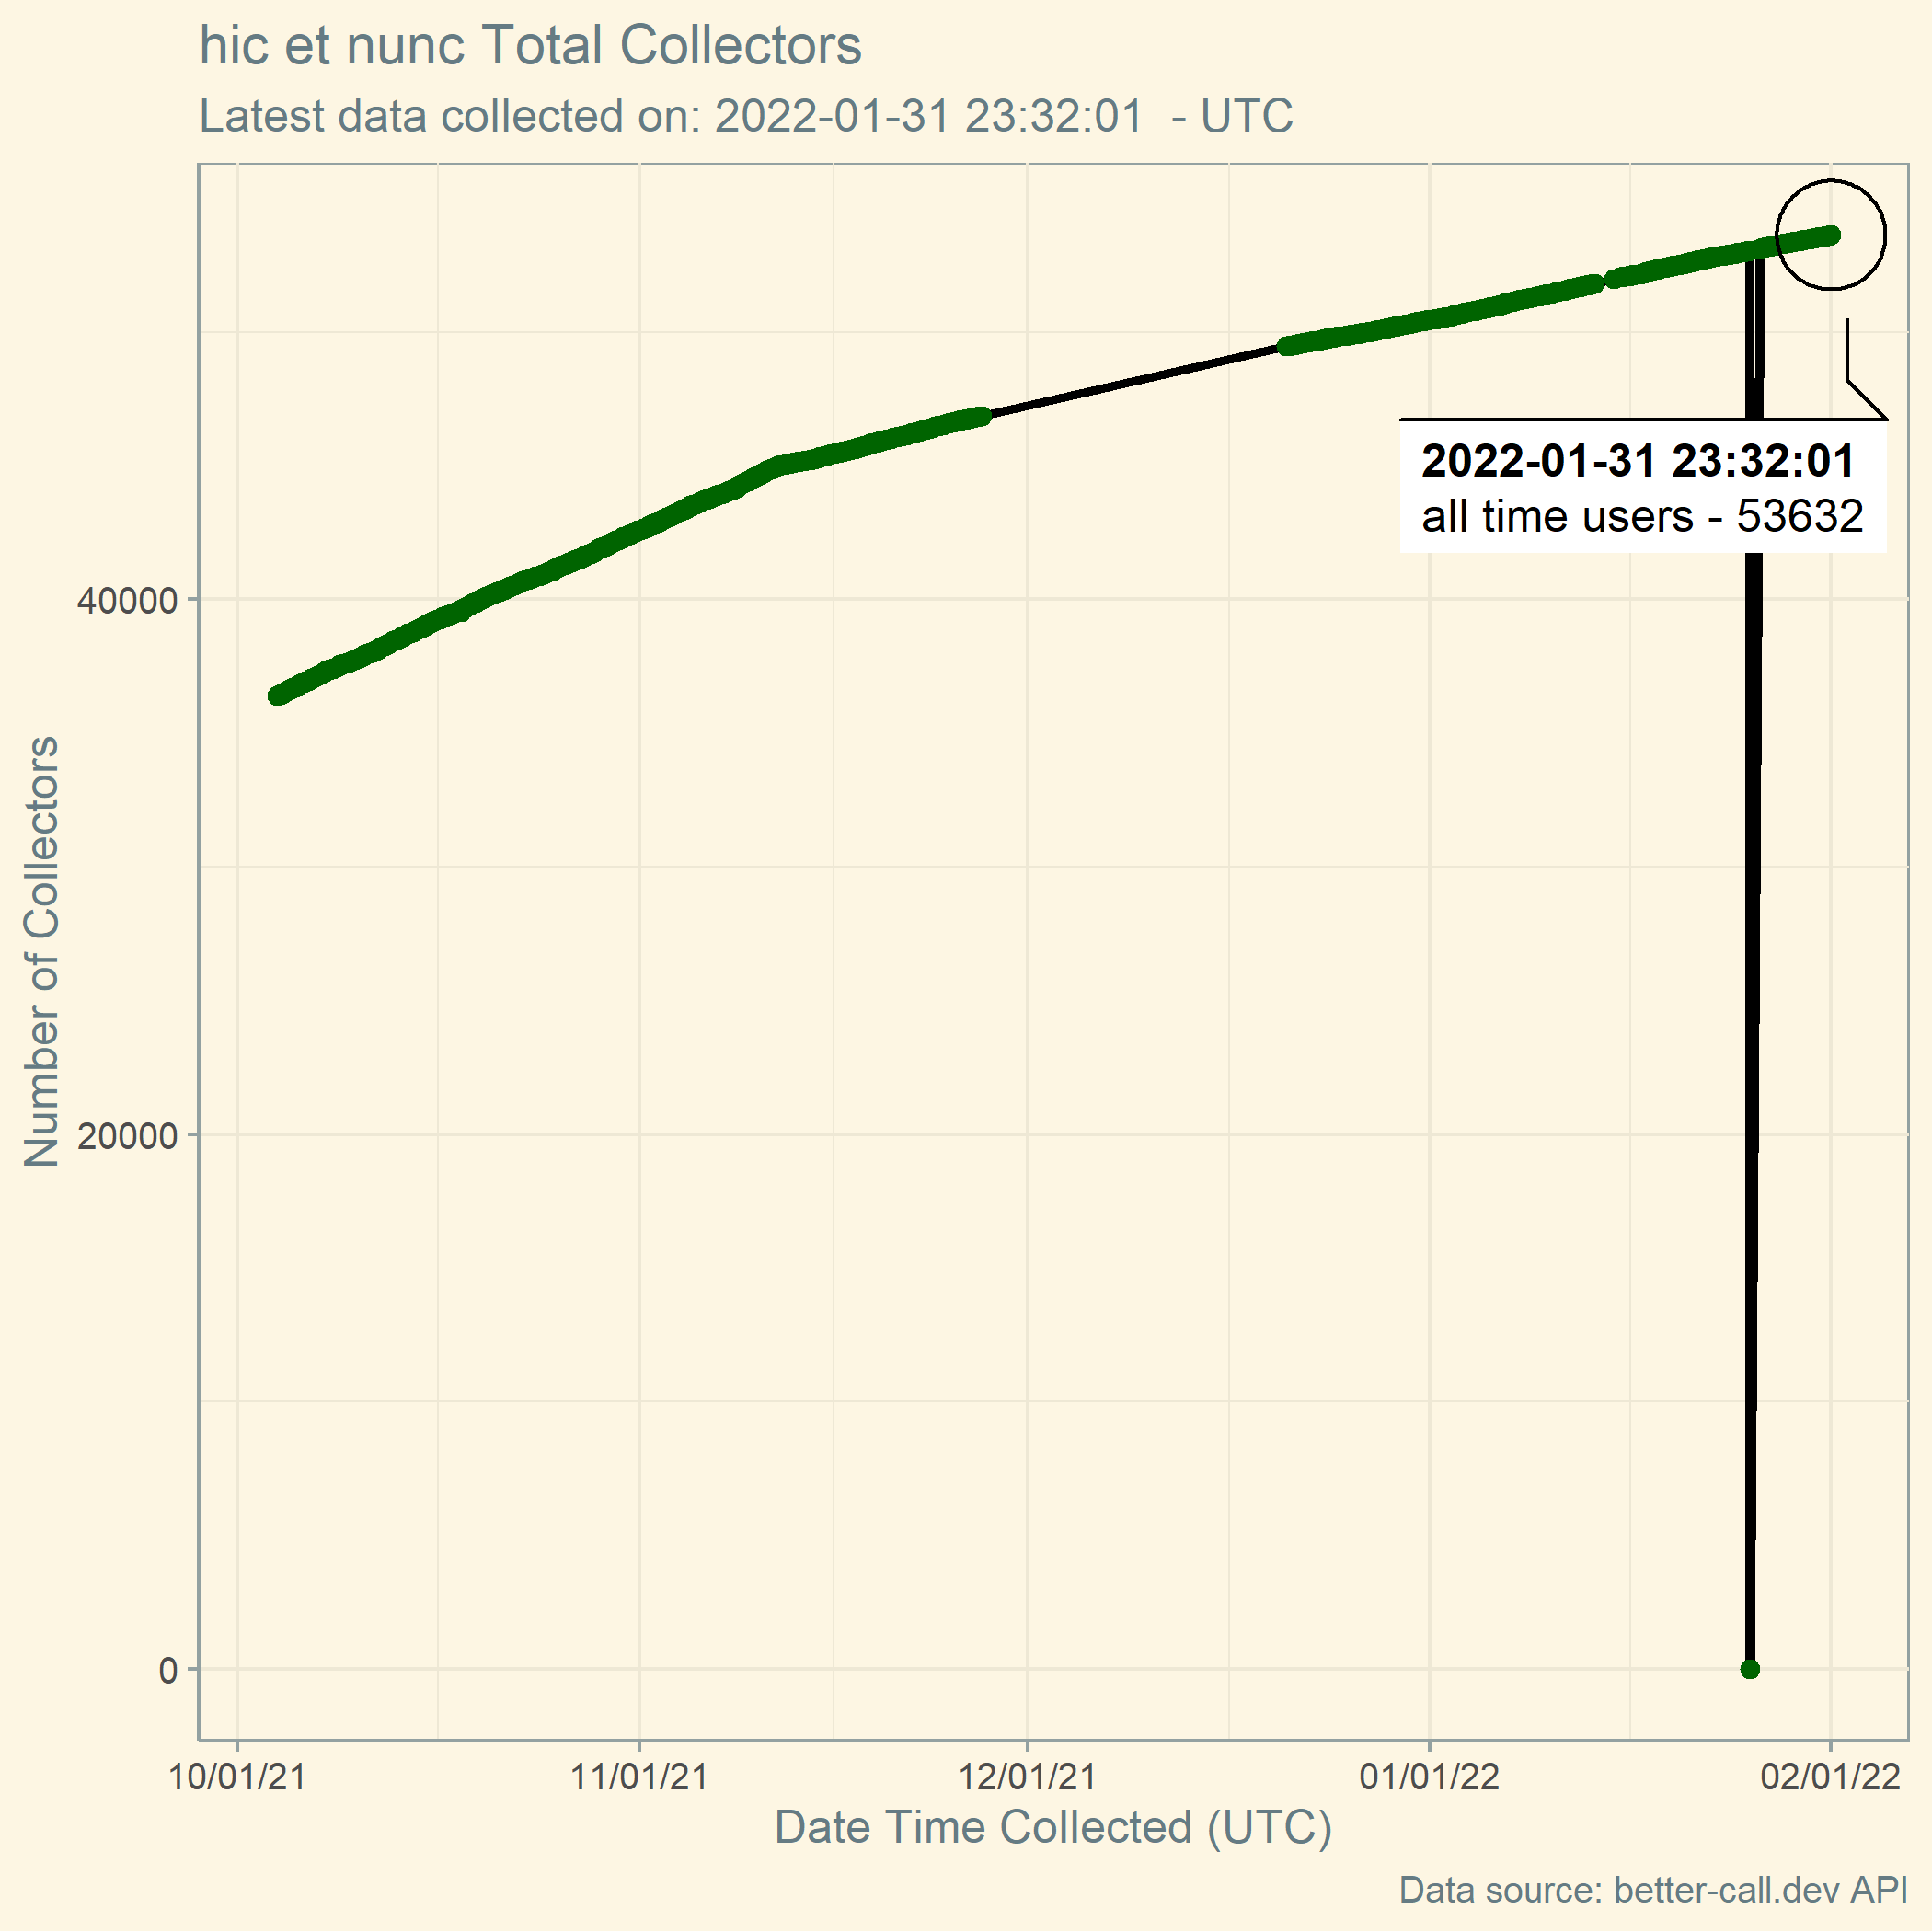 hic et nunc Total Collectors
Latest data collected on: 2022-01-31 23:32:01  - UTC
2022-01-31 23:32:01
all time users - 53632
40000
20000
0
Number of Collectors
10/01/21
11/01/21
12/01/21
01/01/22
02/01/22
Date Time Collected (UTC)
Data source: better-call.dev API